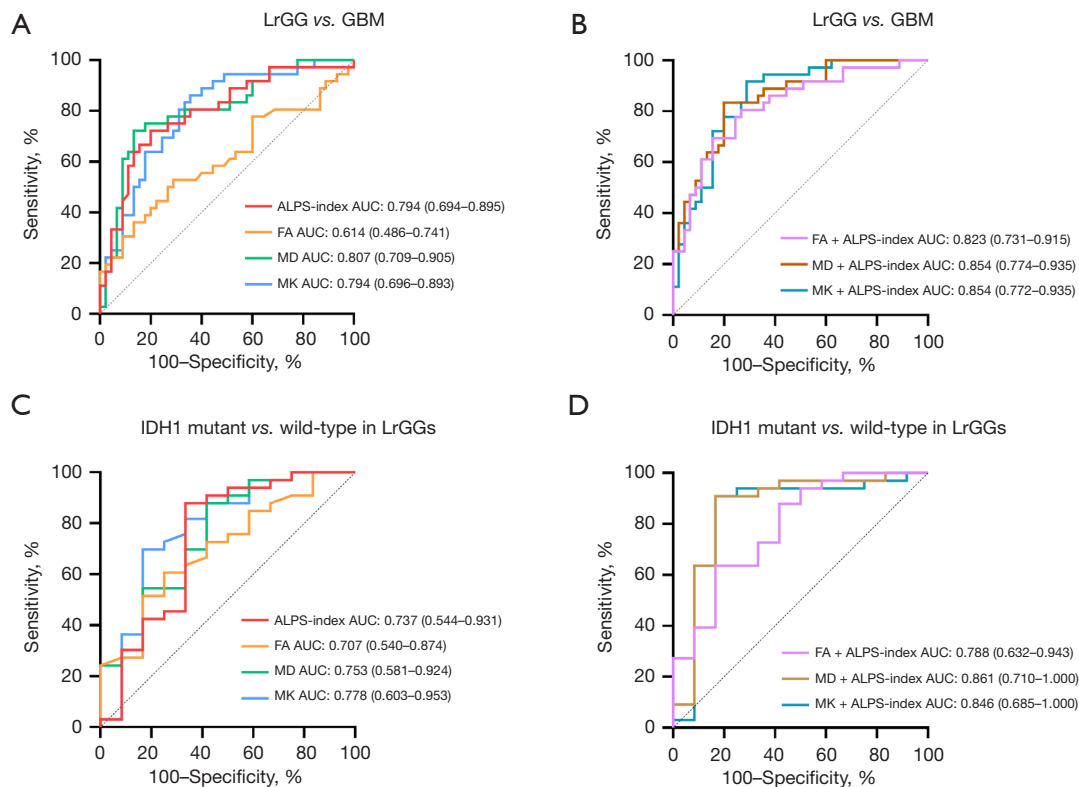 A
LrGG vs. GBM
Sensitivity, %
100
80
60
40
20
0
ALPS-index AUC: 0.794 (0.694–0.895)
FA AUC: 0.614 (0.486–0.741)
MD AUC: 0.807 (0.709–0.905)
MK AUC: 0.794 (0.696–0.893)
0 20 40 60 80 100
100–Specificity, %
B
LrGG vs. GBM
Sensitivity, %
100
80
60
40
20
0
FA + ALPS-index AUC: 0.823 (0.731–0.915)
MD + ALPS-index AUC: 0.854 (0.774–0.935)
MK + ALPS-index AUC: 0.854 (0.772–0.935)
0 20 40 60 80 100
100–Specificity, %
C
IDH1 mutant vs. wild-type in LrGGs
Sensitivity, %
100
80
60
40
20
0
ALPS-index AUC: 0.737 (0.544–0.931)
FA AUC: 0.707 (0.540–0.874)
MD AUC: 0.753 (0.581–0.924)
MK AUC: 0.778 (0.603–0.953)
0 20 40 60 80 100
100–Specificity, %
D
IDH1 mutant vs. wild-type in LrGGs
Sensitivity, %
100
80
60
40
20
0
FA + ALPS-index AUC: 0.788 (0.632–0.943)
MD + ALPS-index AUC: 0.861 (0.710–1.000)
MK + ALPS-index AUC: 0.846 (0.685–1.000)
0 20 40 60 80 100
100–Specificity, %